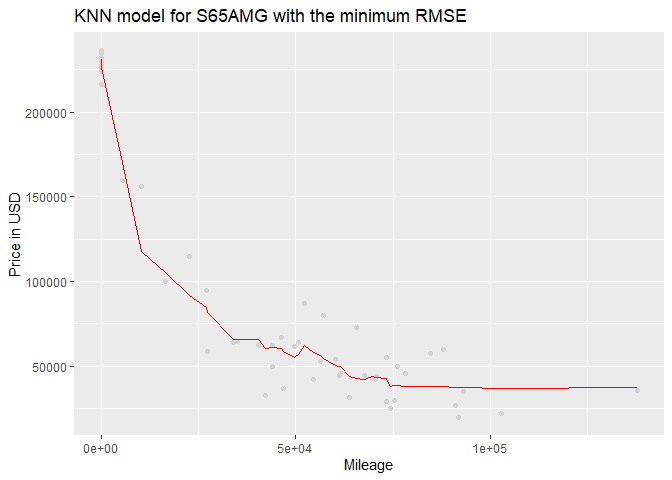 KNN model for S65AMG with the minimum RMSE
Price in USD
200000
150000
100000
50000
0e+00
5e+04
1e+05
Mileage